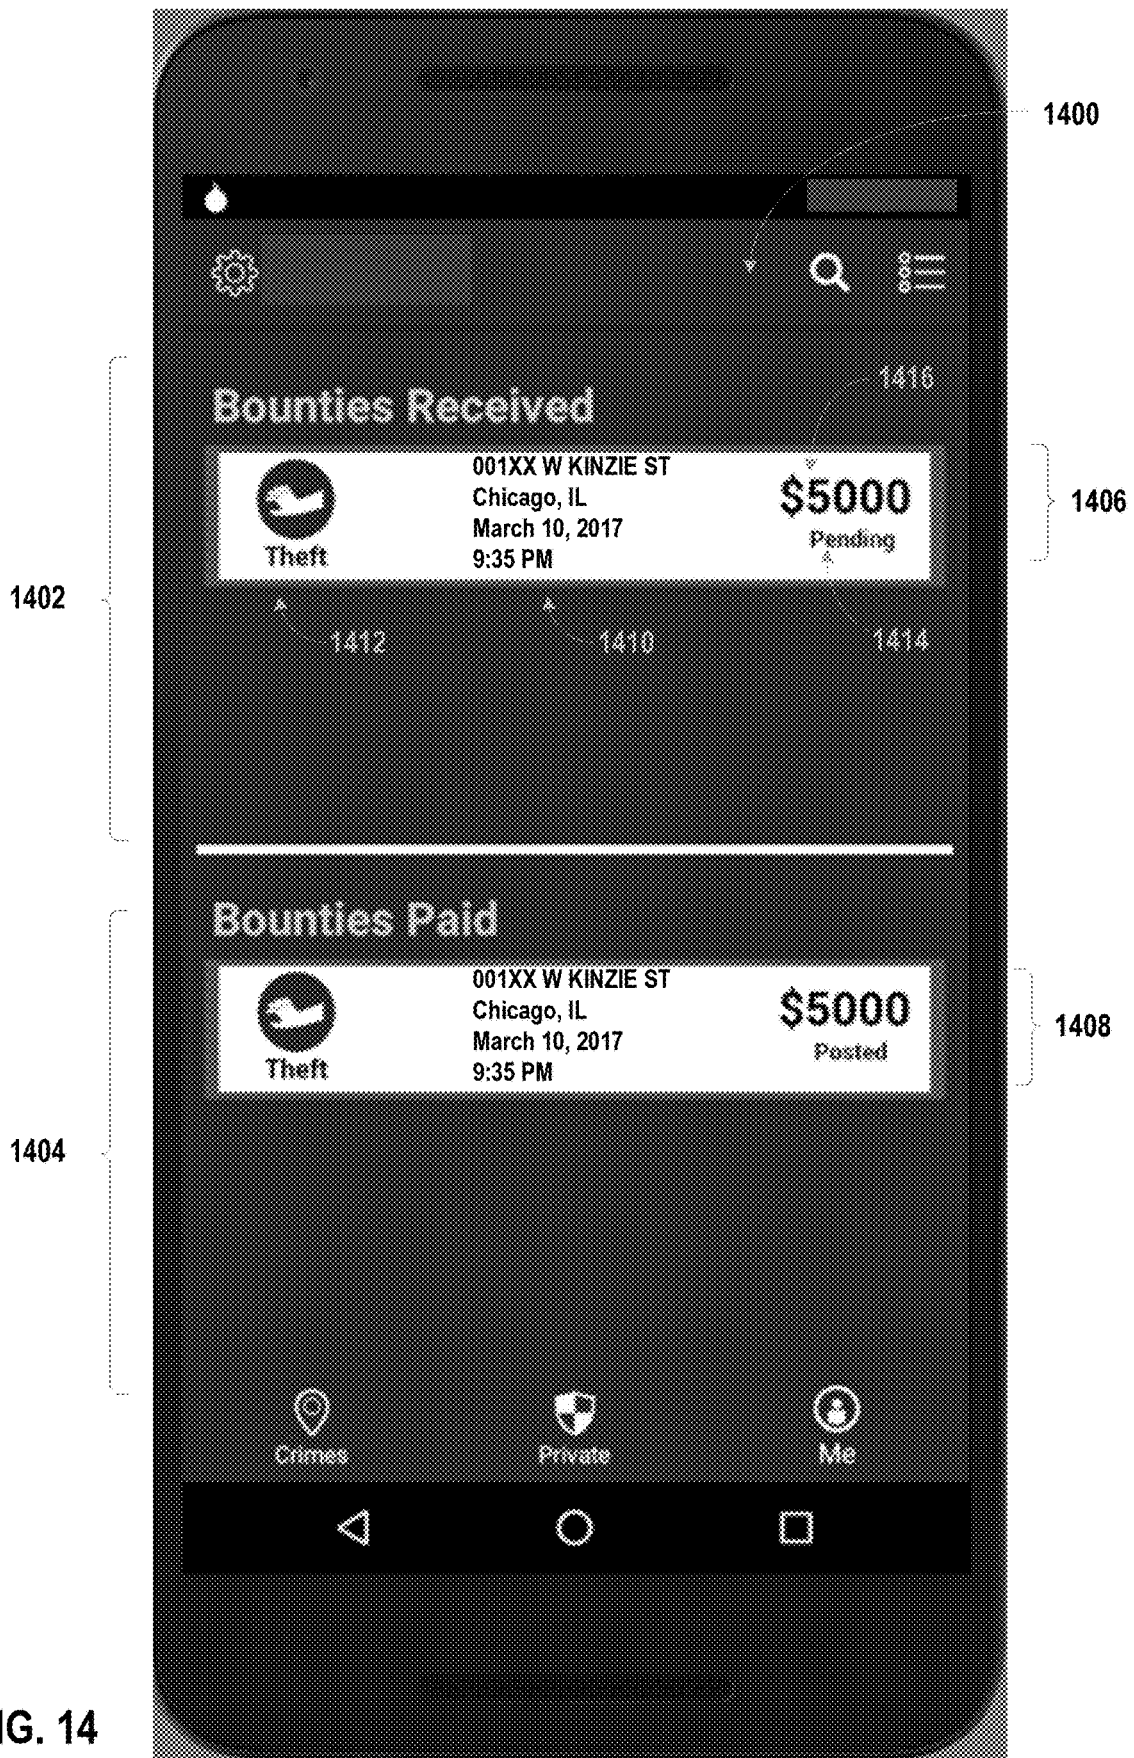 1400
1416
Bounties Received
001XX W KINZIE ST
Chicago, IL
March 10, 2017
9:35 PM
Theft
$5000
Pending
1406
1402
1412
1410
1414
Bounties Paid
001XX W KINZIE ST
Chicago, IL
March 10, 2017
9:35 PM
Theft
$5000
Posted
1408
1404
Crimes
Private
Me
IG. 14